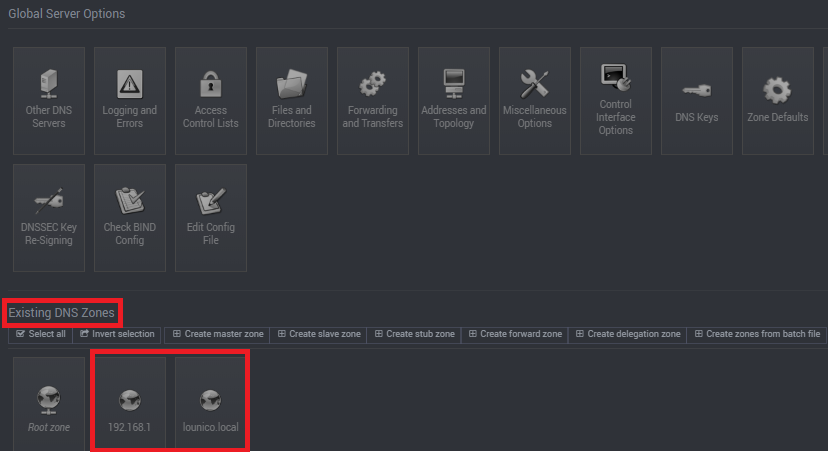 Global Server Options
Other DNS
Servers
Logging and
Errors
Access
Control Lists
Files and
Directories
Forwarding
and Transfers
Addresses and
Topology
Miscellaneous
Options
Control
Interface
Options
DNS Keys
Zone Defaults
DNSSEC Key
Re-Signing
Check BIND
Config
Edit Config
File
Existing DNS Zones
Select all
Invert selection
Create master zone
Create slave zone
Create stub zone
Create forward zone
Create delegation zone
Create zones from batch file
Root zone
192.168.1
lounico.local